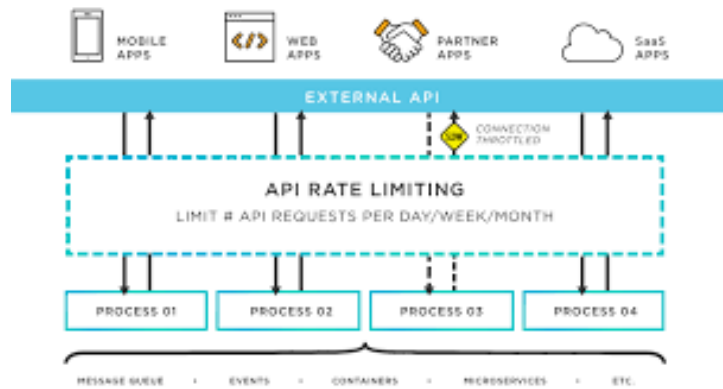 MOBILE
APPS
</>
WEB
APPS
PARTNER
APPS
SaaS
APPS
EXTERNAL API
SLOW
CONNECTION
THROTTLED
API RATE LIMITING
LIMIT # API REQUESTS PER DAY/WEEK/MONTH
PROCESS 01
PROCESS 02
PROCESS 03
PROCESS 04
MESSAGE QUEUE • EVENTS • CONTAINERS • MICROSERVICES • ETC.